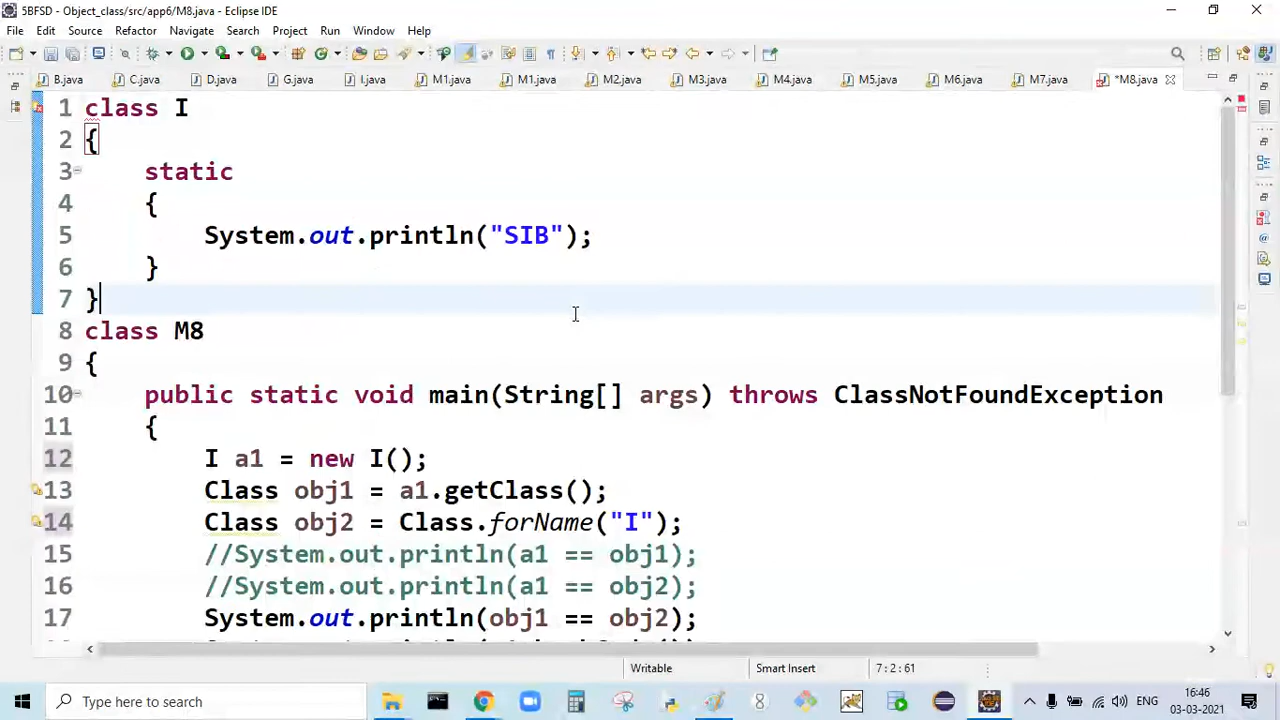 5BFSD - Object_class/src/app6/M8.java - Eclipse IDE
File Edit Source Refactor Navigate Search Project Run Window Help
B.java C.java D.java G.java I.java M1.java M1.java M2.java M3.java M4.java M5.java M6.java M7.java *M8.java
1 class I
2 {
3 static
4 {
5 System.out.println("SIB");
6 }
7 }
8 class M8
9 {
10 public static void main(String[] args) throws ClassNotFoundException
11 {
12 I a1 = new I();
13 Class obj1 = a1.getClass();
14 Class obj2 = Class.forName("I");
15 //System.out.println(a1 == obj1);
16 //System.out.println(a1 == obj2);
17 System.out.println(obj1 == obj2);
Writable Smart Insert 7:2:61
Type here to search ENG 6:46
03-03-2021